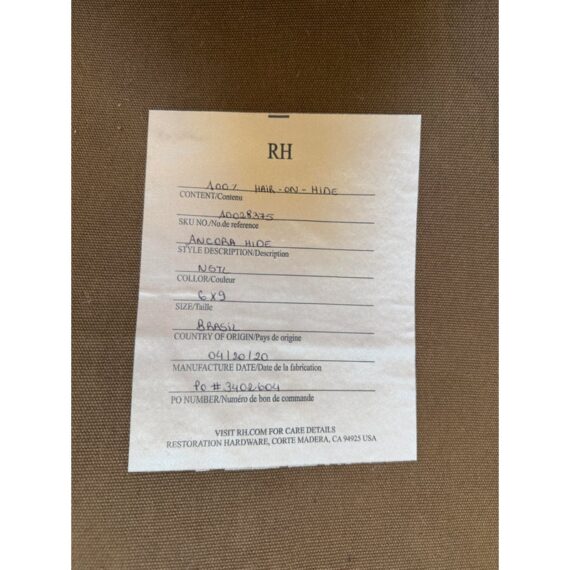 RH
100% HAIR-ON-HIDE
CONTENT/Contenu
10028375
SKU NO./No.de reference
ANCORA HIDE
STYLE DESCRIPTION/Description
NGTL
COLLOR/Couleur
6x9
SIZE/Taille
BRASIL
COUNTRY OF ORIGIN/Pays de origine
04/20/20
MANUFACTURE DATE/Date de la fabrication
PO #3402604
PO NUMBER/Numéro de bon de commande
VISIT RH.COM FOR CARE DETAILS
RESTORATION HARDWARE, CORTE MADERA, CA 94925 USA